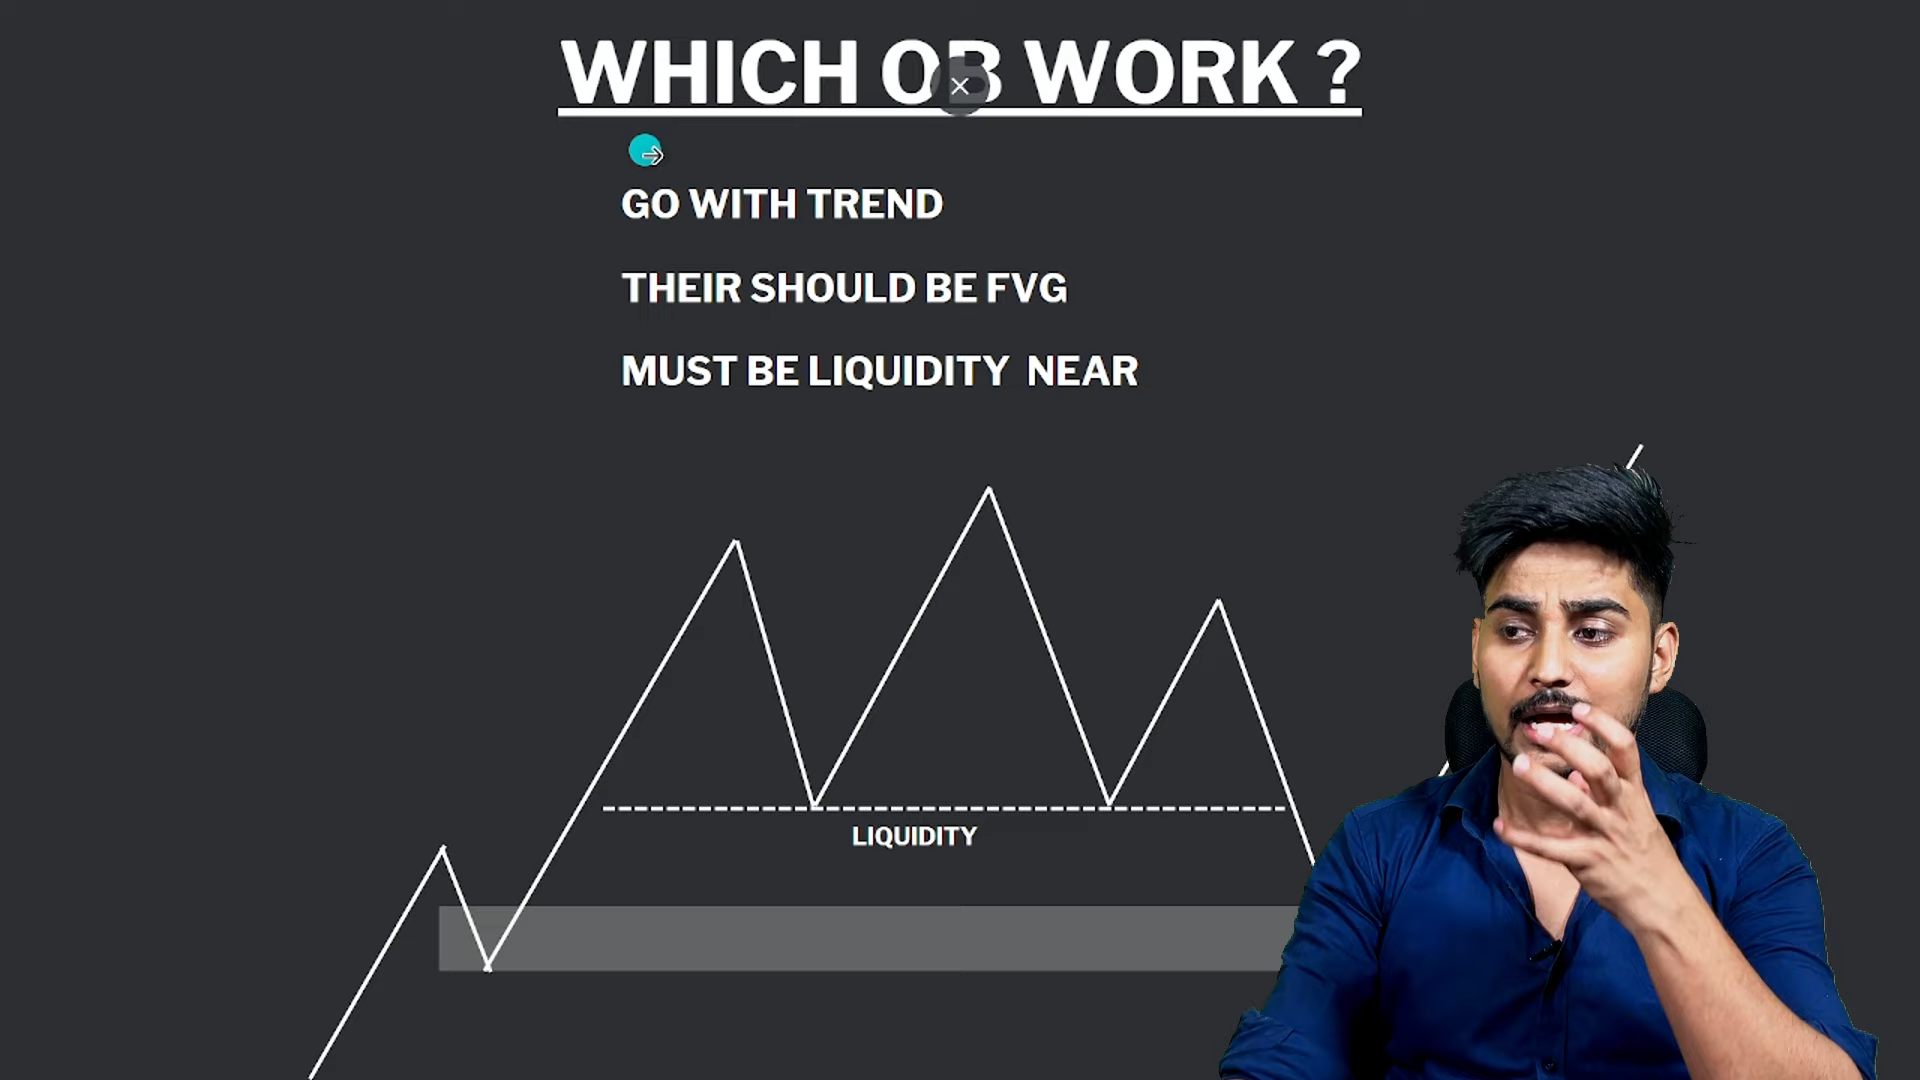 WHICH OB WORK ?
GO WITH TREND
THEIR SHOULD BE FVG
MUST BE LIQUIDITY NEAR
LIQUIDITY